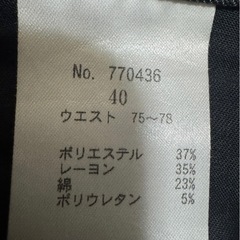 No. 770436
40
ウエスト 75～78
ポリエステル 37%
レーヨン 35%
綿 23%
ポリウレタン 5%